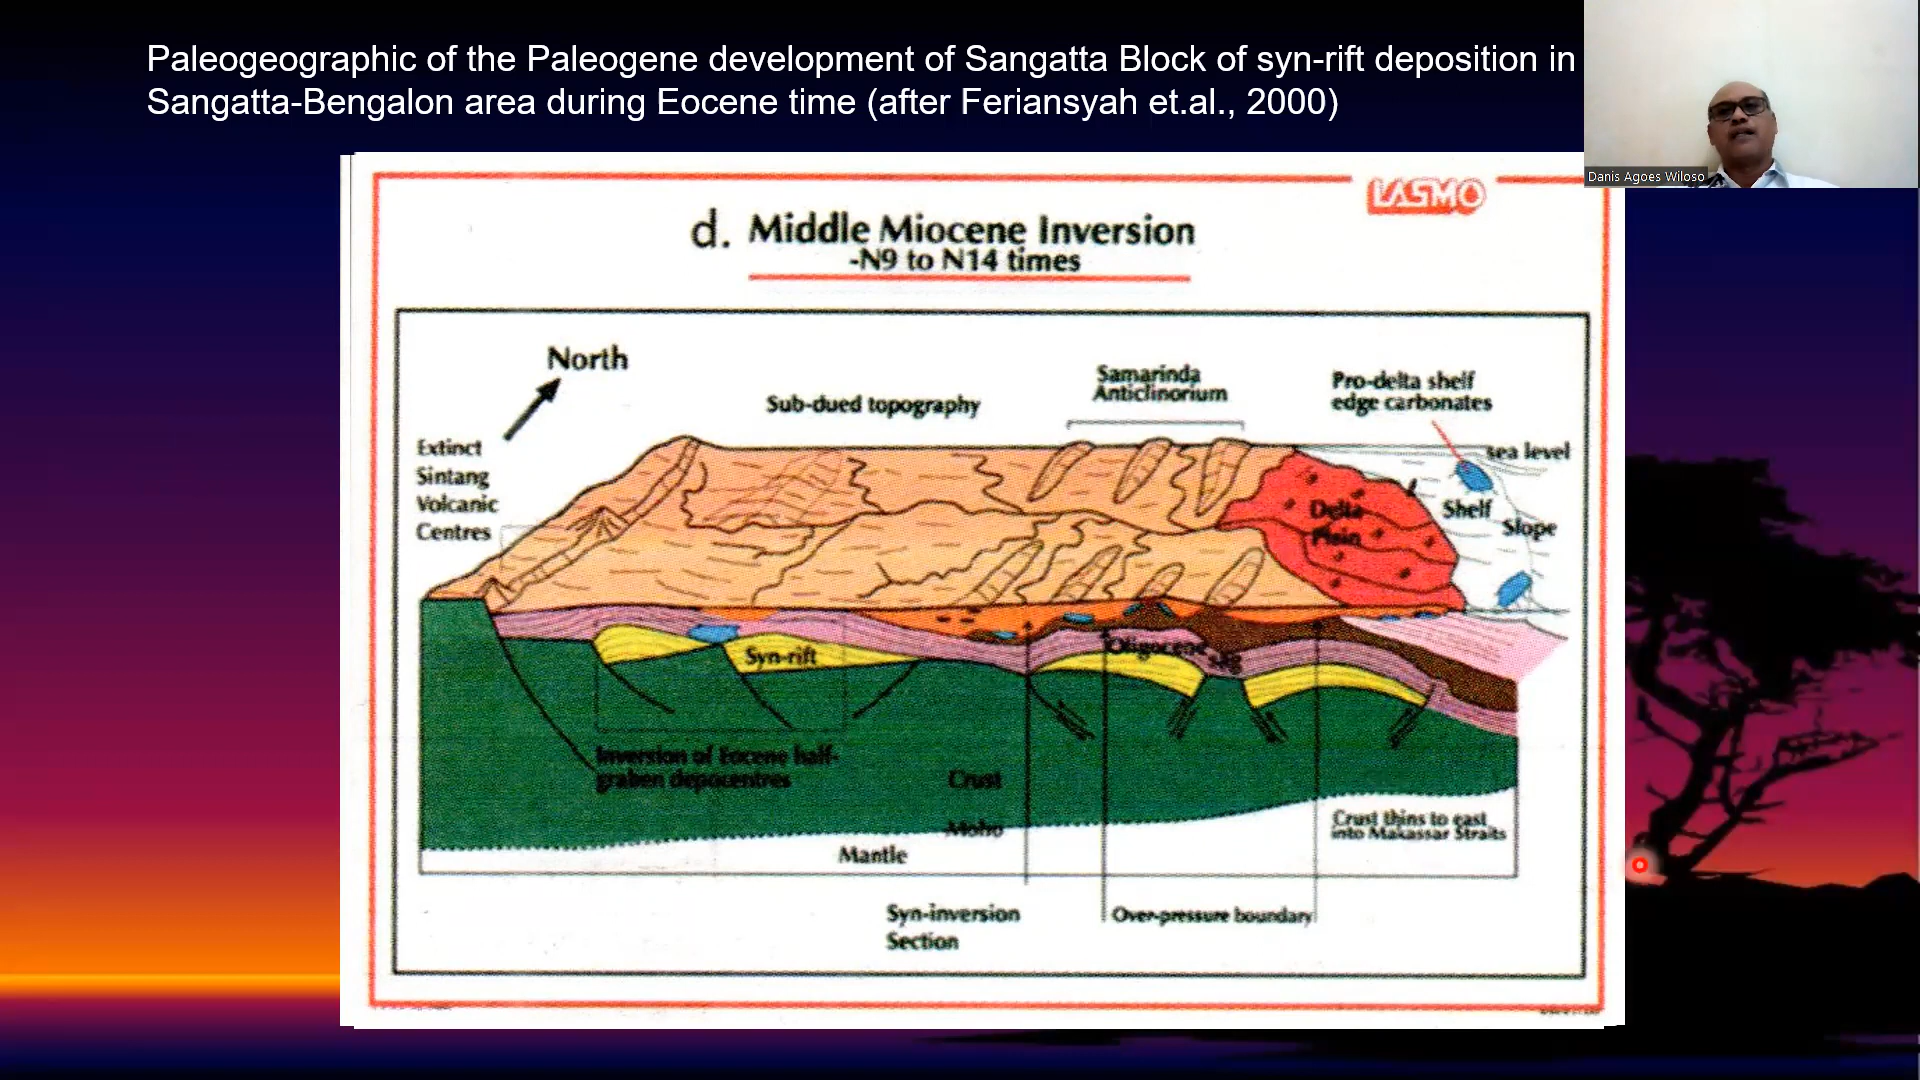 Paleogeographic of the Paleogene development of Sangatta Block of syn-rift deposition in
Sangatta-Bengalon area during Eocene time (after Feriansyah et.al., 2000)
Danis Agoes Wiloso
LASMO
d. Middle Miocene Inversion
-N9 to N14 times
North
Samarinda
Anticlinorium
Pro-delta shelf
edge carbonates
Sub-dued topography
Extinct
Sintang
Volcanic
Centres
sea level
Delta
Plain
Shelf
Slope
Syn-rift
Oligocene
Inversion of Eocene half-
graben depocentres
Crust
Moho
Mantle
Crust thins to east
into Makassar Straits
Syn-inversion
Section
Over-pressure boundary